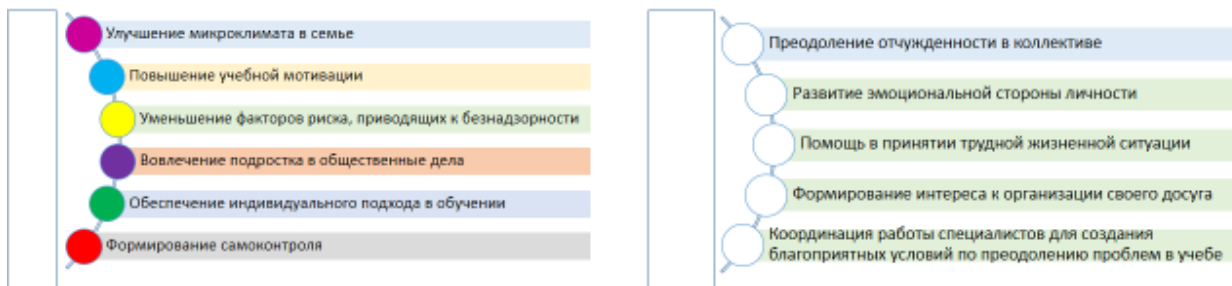 Улучшение микроклимата в семье
Повышение учебной мотивации
Уменьшение факторов риска, приводящих к безнадзорности
Вовлечение подростка в общественные дела
Обеспечение индивидуального подхода в обучении
Формирование самоконтроля
Преодоление отчужденности в коллективе
Развитие эмоциональной стороны личности
Помощь в принятии трудной жизненной ситуации
Формирование интереса к организации своего досуга
Координация работы специалистов для создания
благоприятных условий по преодолению проблем в учебе